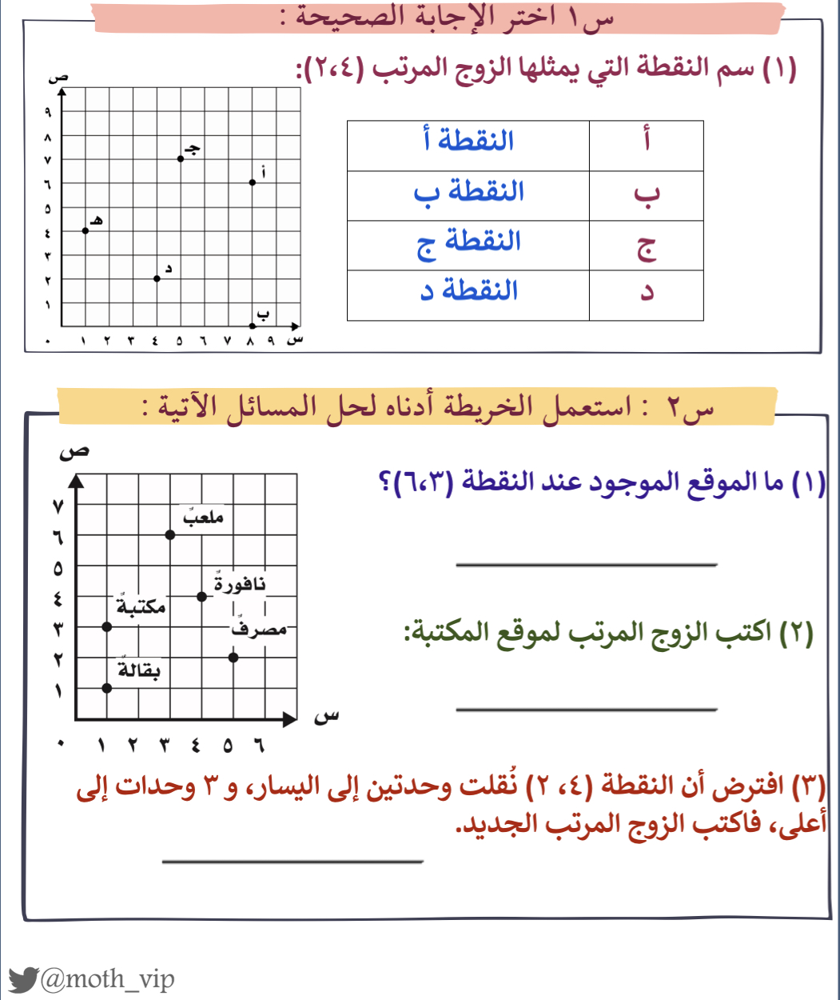 س١ اختر الإجابة الصحيحة :
(١) سم النقطة التي يمثلها الزوج المرتب (٢،٤):
أ النقطة أ
ب النقطة ب
ج النقطة ج
د النقطة د
ص
٩
٨
٧
٦
٥
٤
٣
٢
١
جـ
أ
هـ
د
ب
٠ ١ ٢ ٣ ٤ ٥ ٦ ٧ ٨ ٩ س
س٢ : استعمل الخريطة أدناه لحل المسائل الآتية :
(١) ما الموقع الموجود عند النقطة (٦،٣)؟
(٢) اكتب الزوج المرتب لموقع المكتبة:
ص
٧
٦
٥
٤
٣
٢
١
ملعبٌ
نافورةٌ
مكتبةٌ
مصرفٌ
بقالةٌ
س
٠ ١ ٢ ٣ ٤ ٥ ٦
(٣) افترض أن النقطة (٤، ٢) نُقلت وحدتين إلى اليسار، و ٣ وحدات إلى
أعلى، فاكتب الزوج المرتب الجديد.
@moth_vip